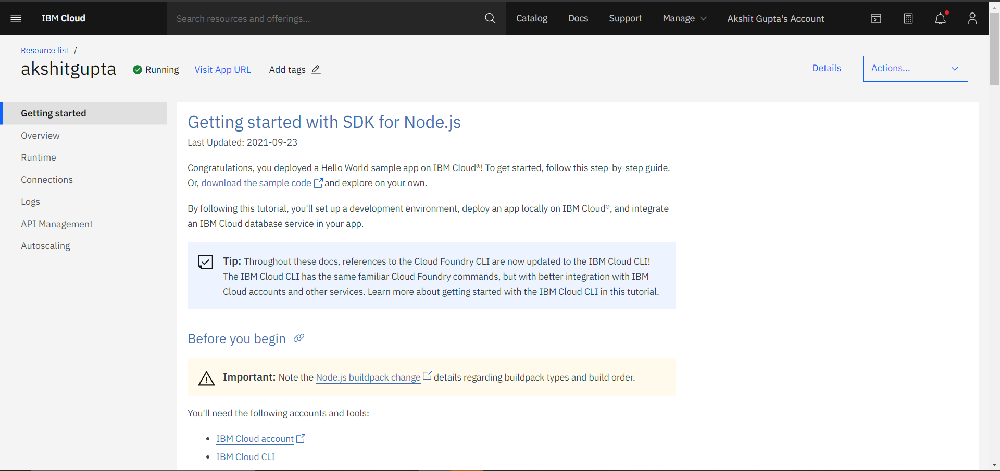 IBM Cloud
Search resources and offerings...
Catalog
Docs
Support
Manage
Akshit Gupta's Account
Resource list /
akshitgupta
Running
Visit App URL
Add tags
Details
Actions...
Getting started
Overview
Runtime
Connections
Logs
API Management
Autoscaling
Getting started with SDK for Node.js
Last Updated: 2021-09-23
Congratulations, you deployed a Hello World sample app on IBM Cloud®! To get started, follow this step-by-step guide.
Or, download the sample code and explore on your own.
By following this tutorial, you'll set up a development environment, deploy an app locally on IBM Cloud®, and integrate
an IBM Cloud database service in your app.
Tip: Throughout these docs, references to the Cloud Foundry CLI are now updated to the IBM Cloud CLI!
The IBM Cloud CLI has the same familiar Cloud Foundry commands, but with better integration with IBM
Cloud accounts and other services. Learn more about getting started with the IBM Cloud CLI in this tutorial.
Before you begin
Important: Note the Node.js buildpack change details regarding buildpack types and build order.
You'll need the following accounts and tools:
• IBM Cloud account
• IBM Cloud CLI